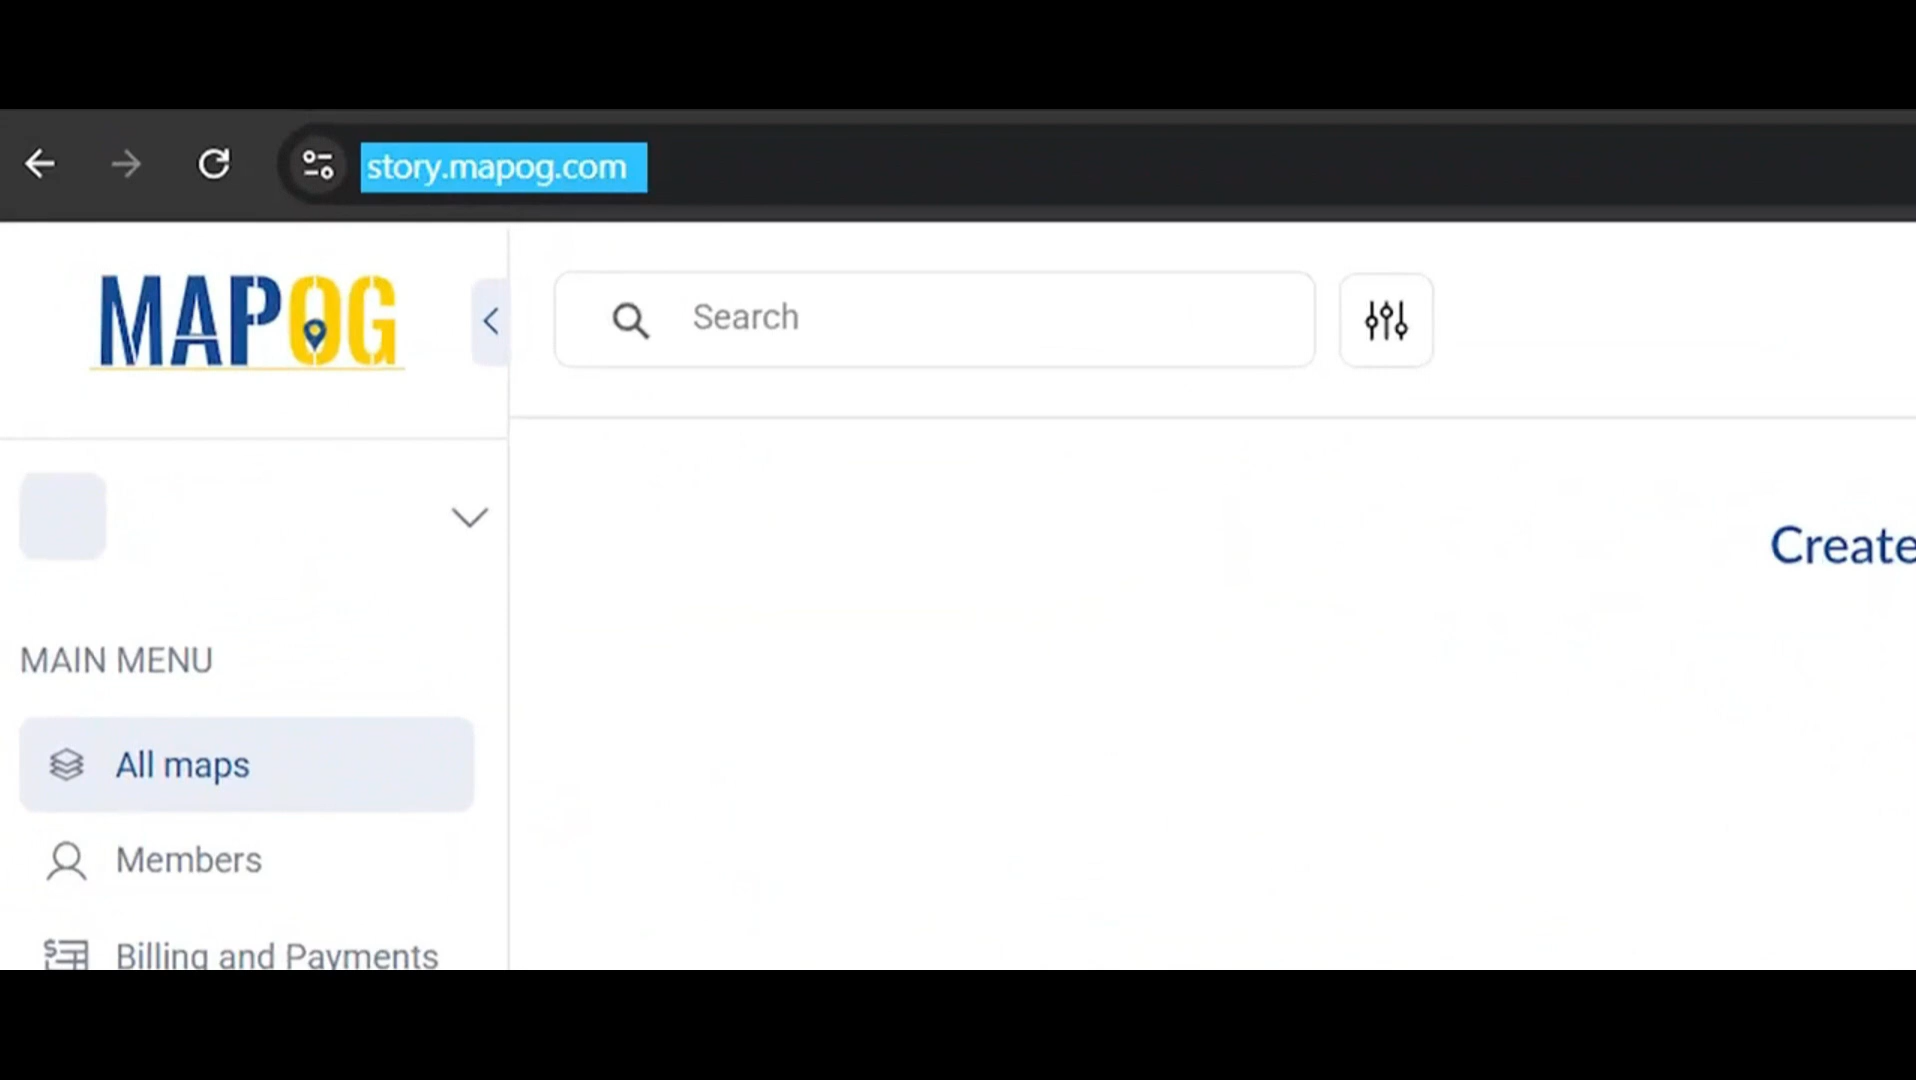 story.mapog.com
MAPOG
Search
Create
MAIN MENU
All maps
Members
Billing and Payments